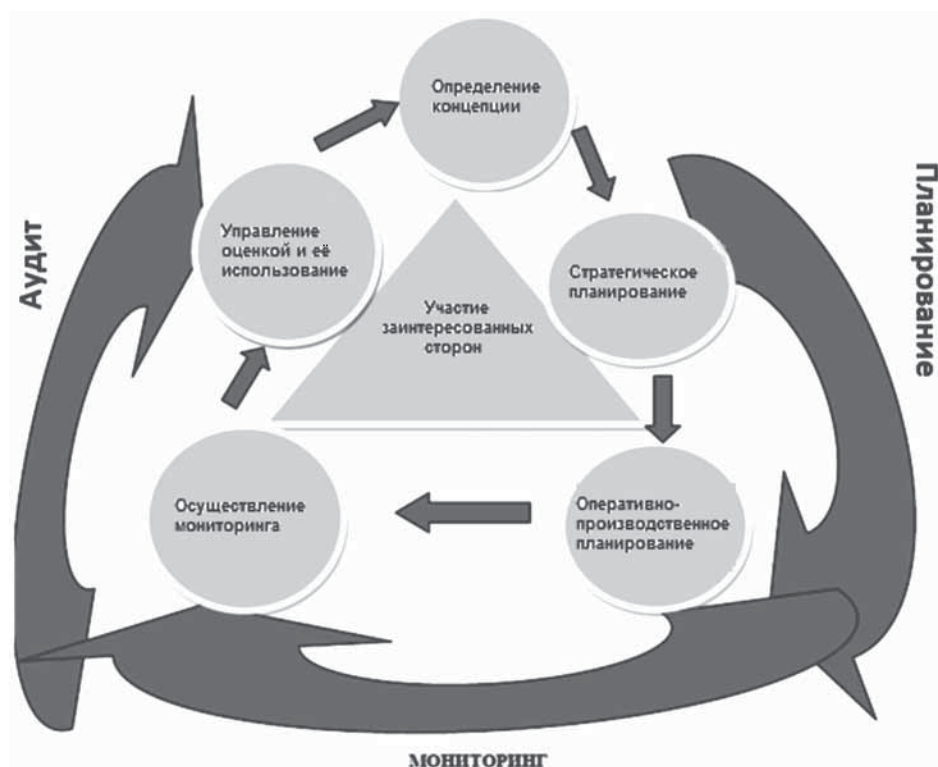 Определение
концепции
Управление
оценкой и её
использование
Стратегическое
планирование
Участие
заинтересованных
сторон
Осуществление
мониторинга
Оперативно-
производственное
планирование
Аудит
Планирование
МОНИТОРИНГ